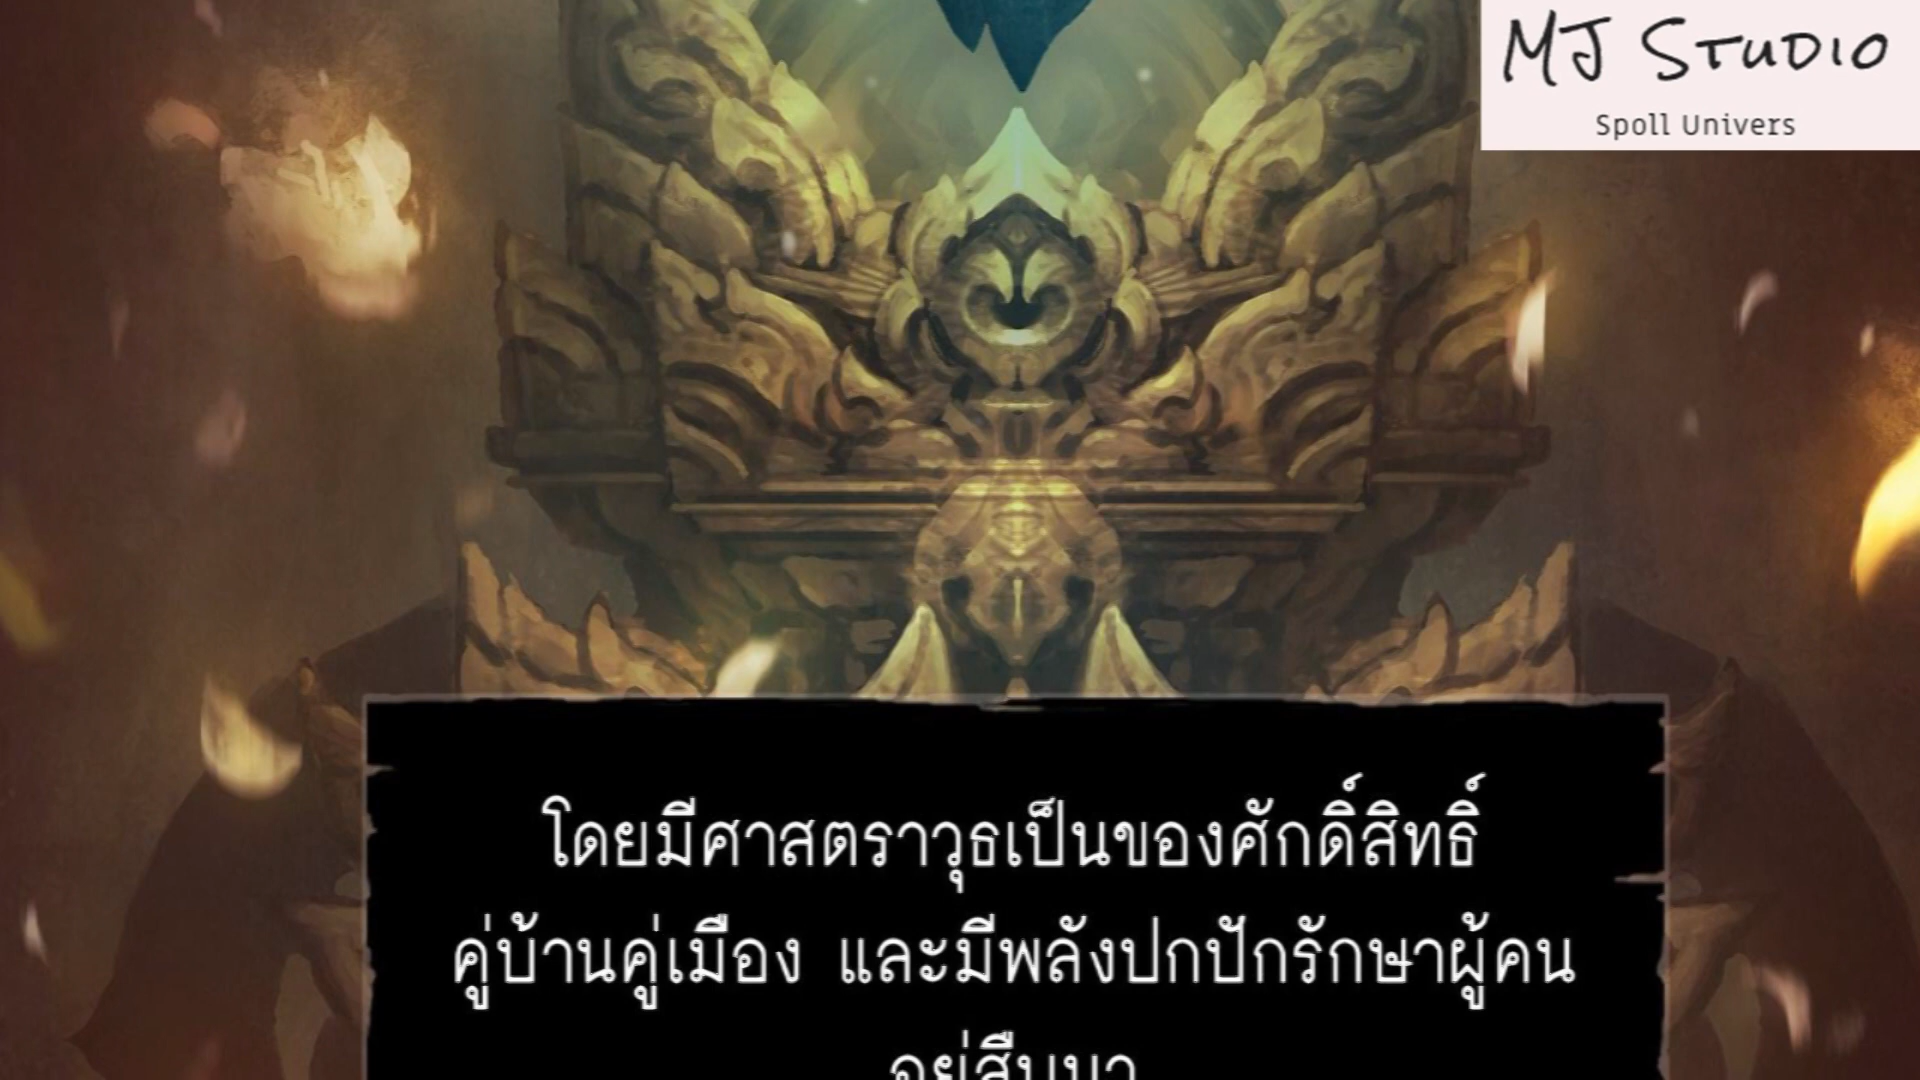 MJ STUDIO
Spoll Univers
โดยมีศาสตราวุธเป็นของศักดิ์สิทธิ์
คู่บ้านคู่เมือง และมีพลังปกปักรักษาผู้คน